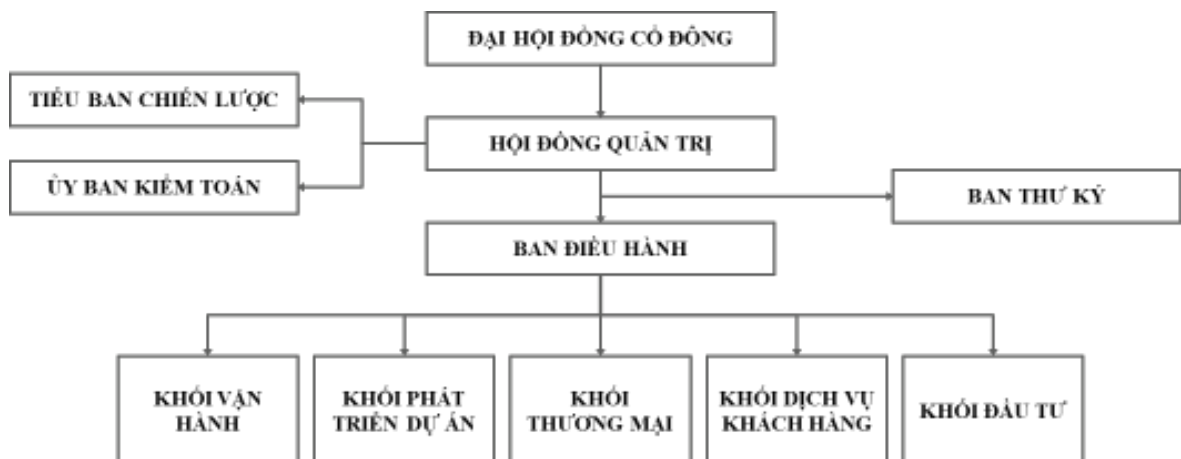 ĐẠI HỘI ĐỒNG CỔ ĐÔNG
TIỂU BAN CHIẾN LƯỢC
HỘI ĐỒNG QUẢN TRỊ
ỦY BAN KIỂM TOÁN
BAN THƯ KÝ
BAN ĐIỀU HÀNH
KHỐI VẬN
HÀNH
KHỐI PHÁT
TRIỂN DỰ ÁN
KHỐI
THƯƠNG MẠI
KHỐI DỊCH VỤ
KHÁCH HÀNG
KHỐI ĐẦU TƯ